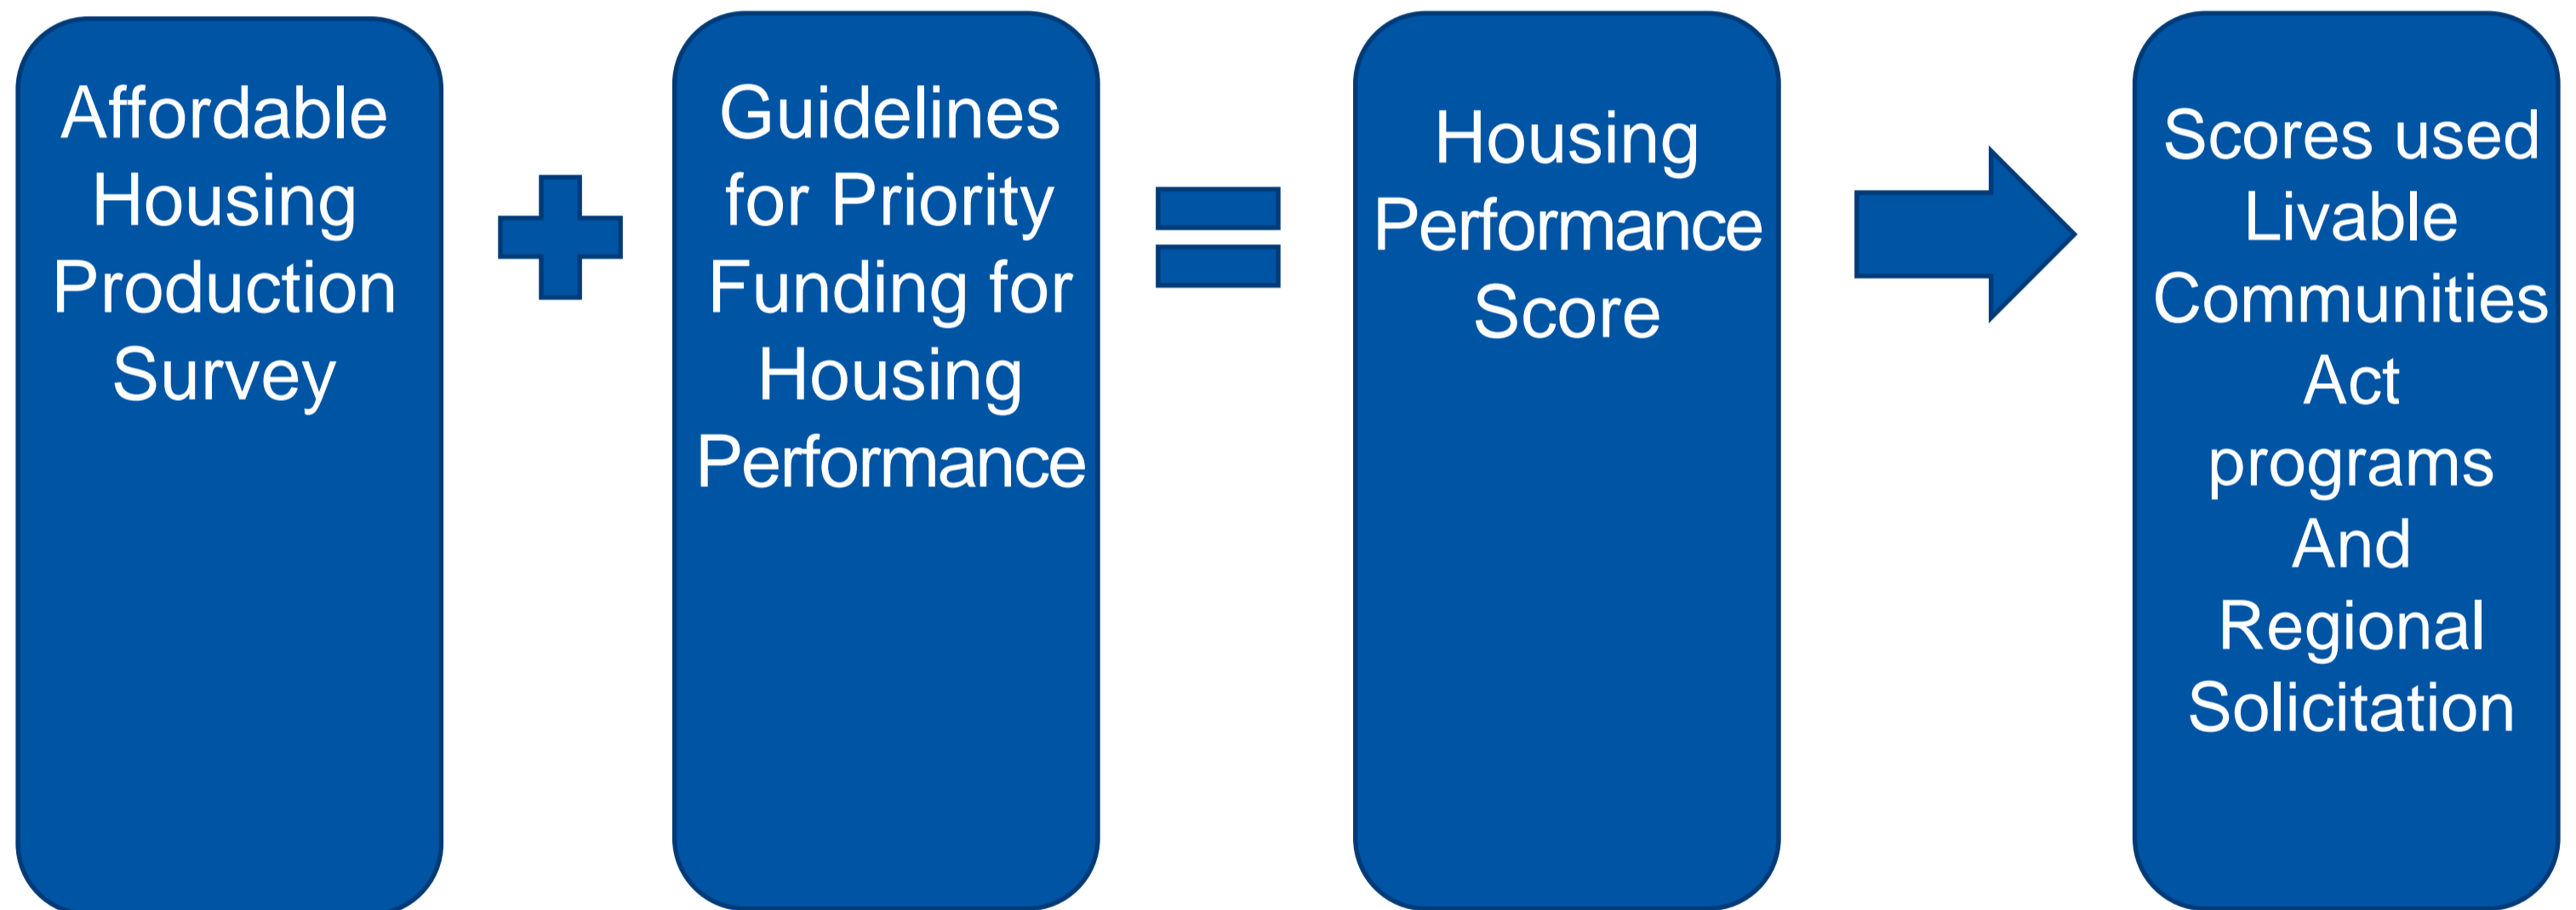 Affordable
Housing
Production
Survey
Guidelines
for Priority
Funding for
Housing
Performance
Housing
Performance
Score
Scores used
Livable
Communities
Act
programs
And
Regional
Solicitation